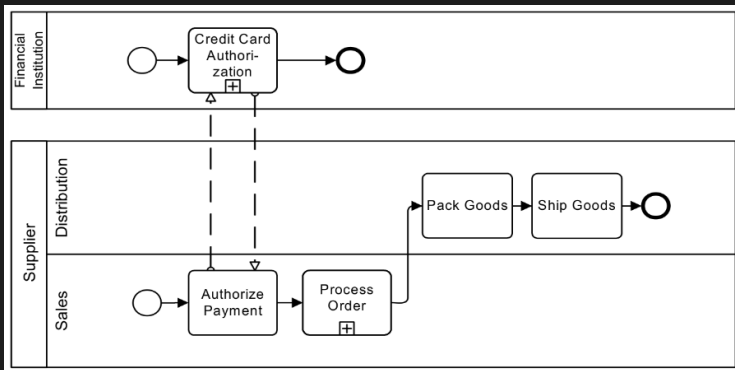 Financial
Institution
Credit Card
Authori-
zation
Supplier
Distribution
Pack Goods
Ship Goods
Sales
Authorize
Payment
Process
Order